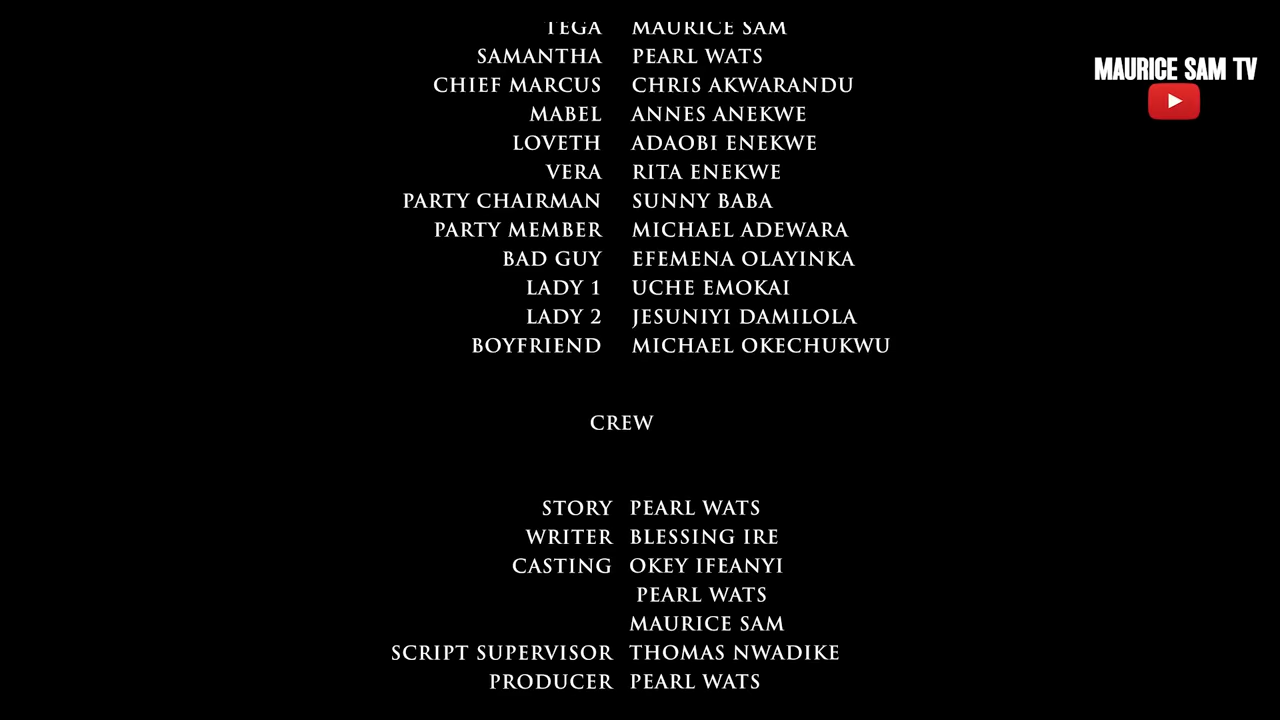 TEGA MAURICE SAM
SAMANTHA PEARL WATS
CHIEF MARCUS CHRIS AKWARANDU
MABEL ANNES ANEKWE
LOVETH ADAOBI ENEKWE
VERA RITA ENEKWE
PARTY CHAIRMAN SUNNY BABA
PARTY MEMBER MICHAEL ADEWARA
BAD GUY EFEMENA OLAYINKA
LADY 1 UCHE EMOKAI
LADY 2 JESUNIYI DAMILOLA
BOYFRIEND MICHAEL OKECHUKWU
CREW
STORY PEARL WATS
WRITER BLESSING IRE
CASTING OKEY IFEANYI
PEARL WATS
MAURICE SAM
SCRIPT SUPERVISOR THOMAS NWADIKE
PRODUCER PEARL WATS
MAURICE SAM TV